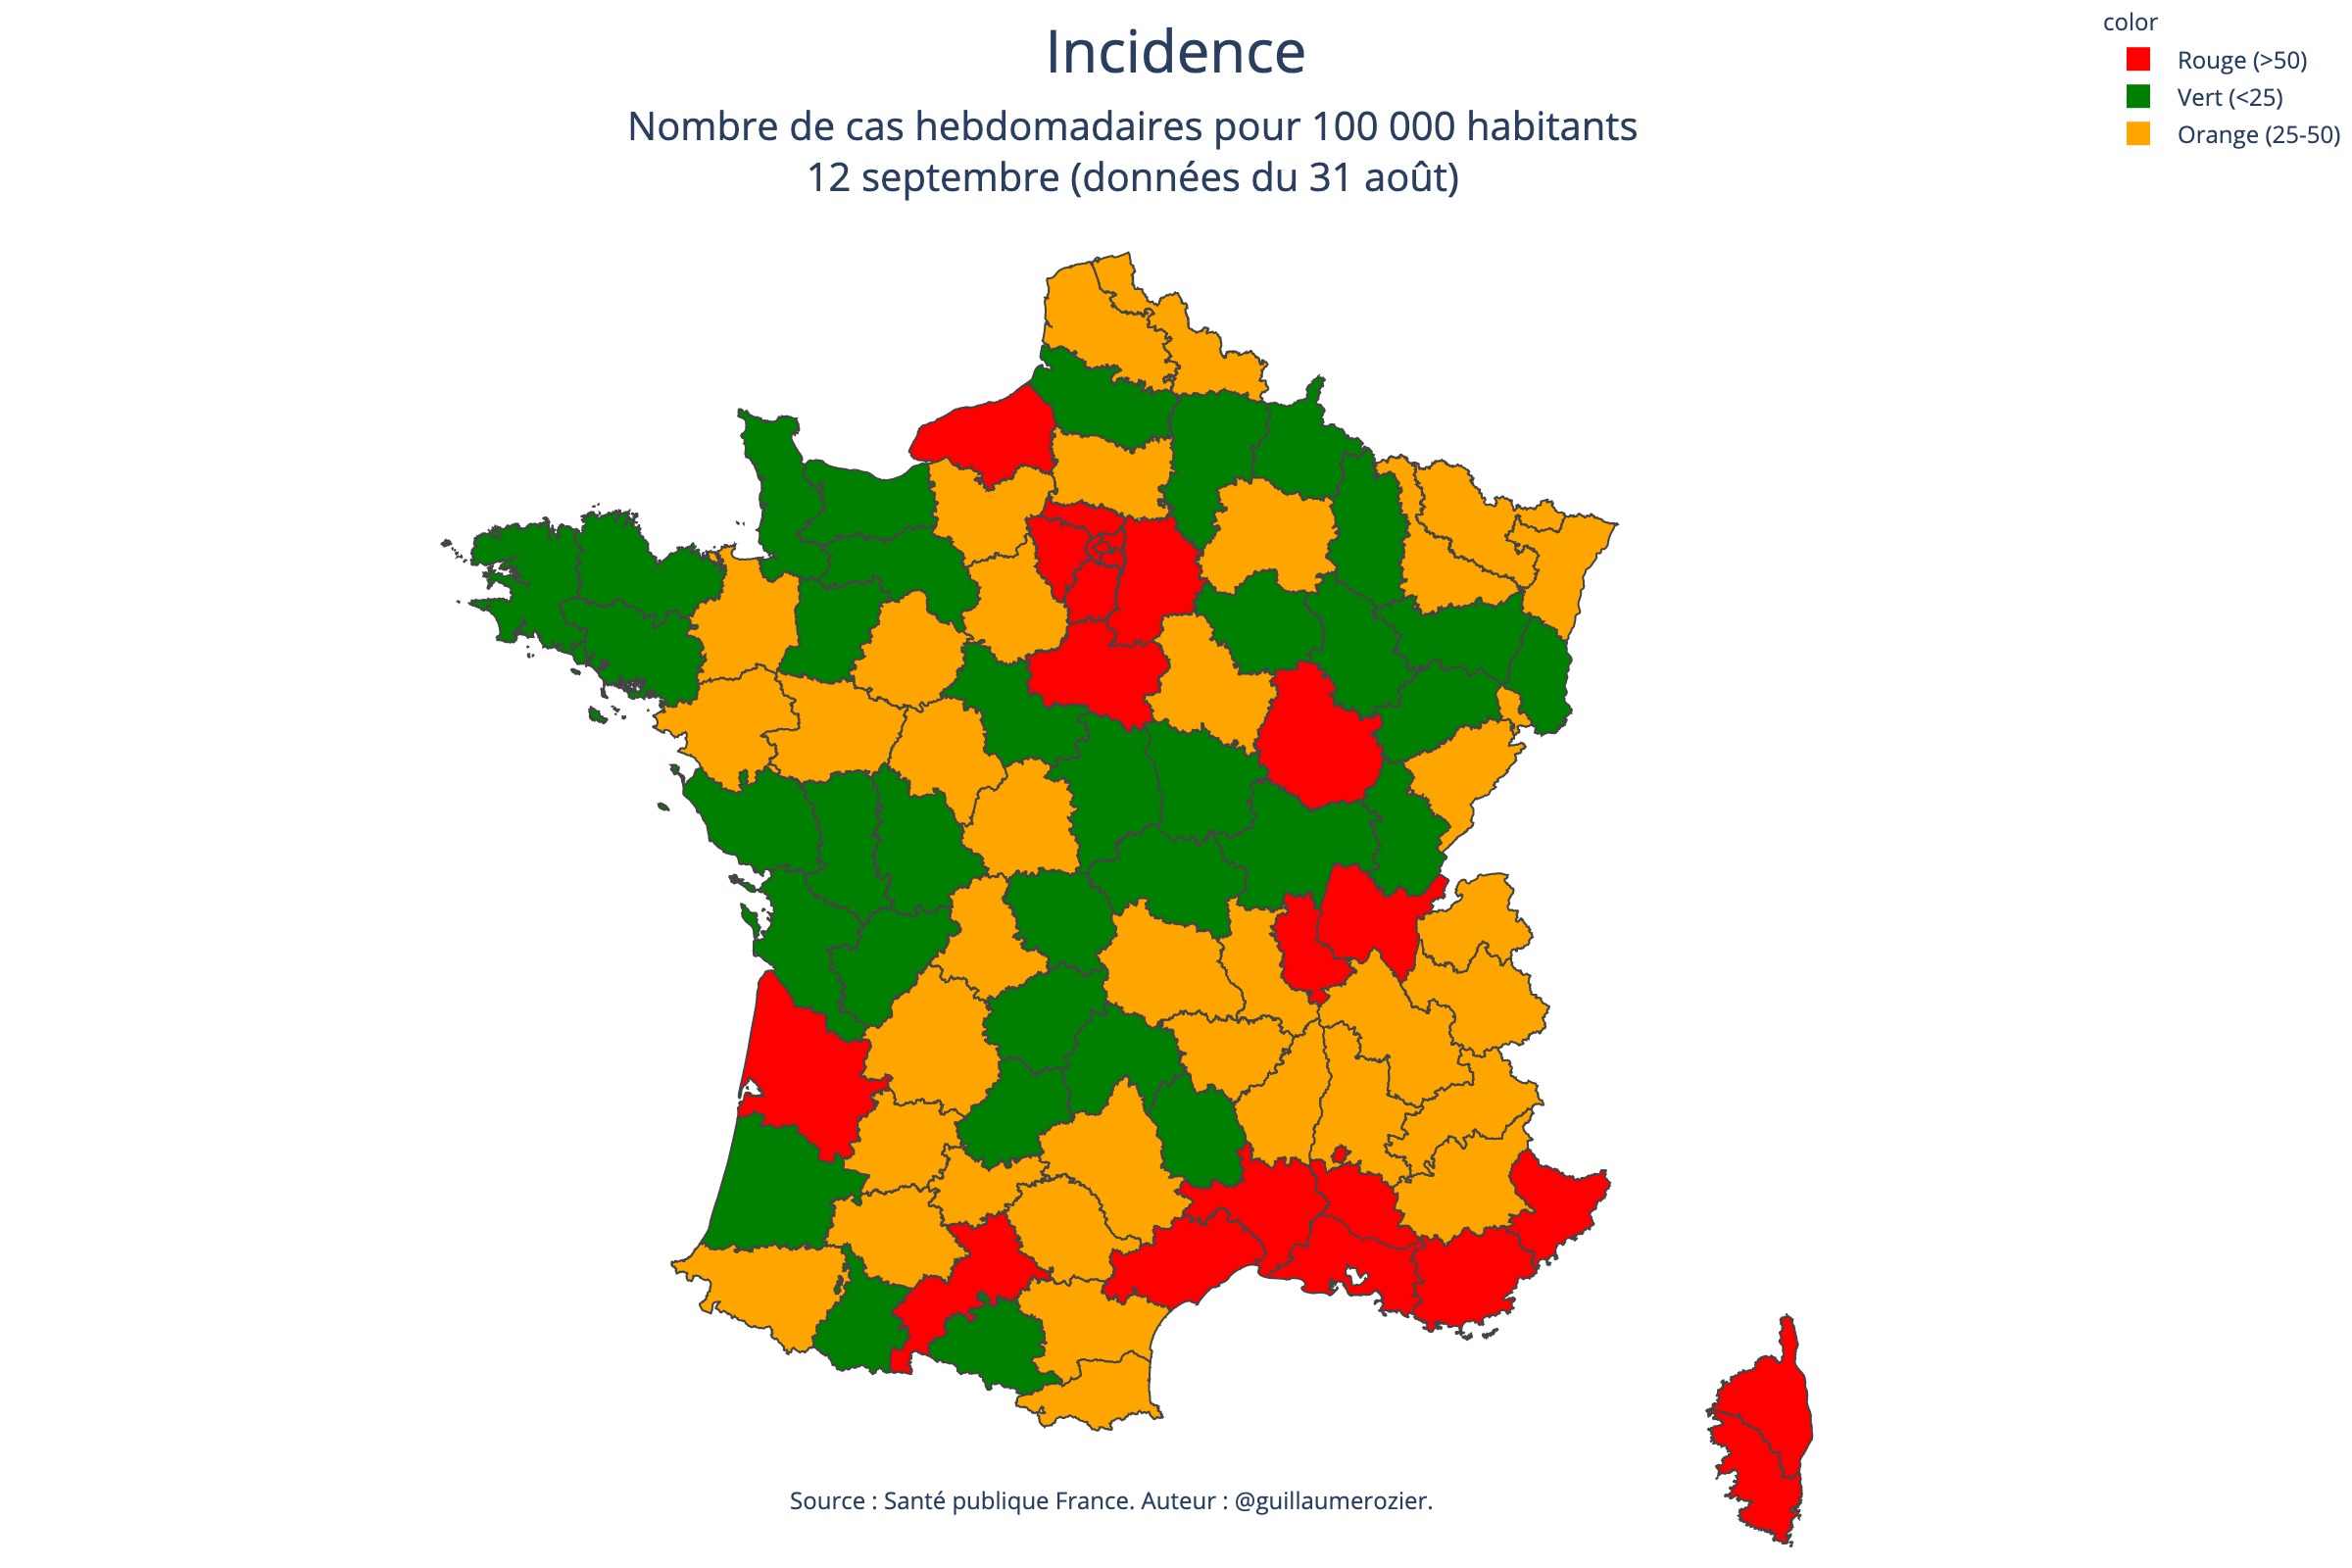 Incidence
Nombre de cas hebdomadaires pour 100 000 habitants
12 septembre (données du 31 août)
color
Rouge (>50)
Vert (<25)
Orange (25-50)
Source : Santé publique France. Auteur : @guillaumerozier.